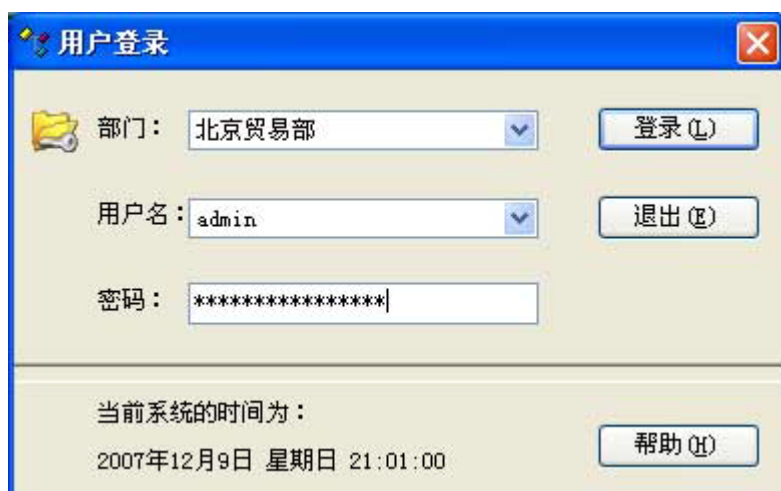 用户登录
部门： 北京贸易部 登录(L)
用户名： admin 退出(E)
密码： ****************
当前系统的时间为：
2007年12月9日 星期日 21:01:00
帮助(H)